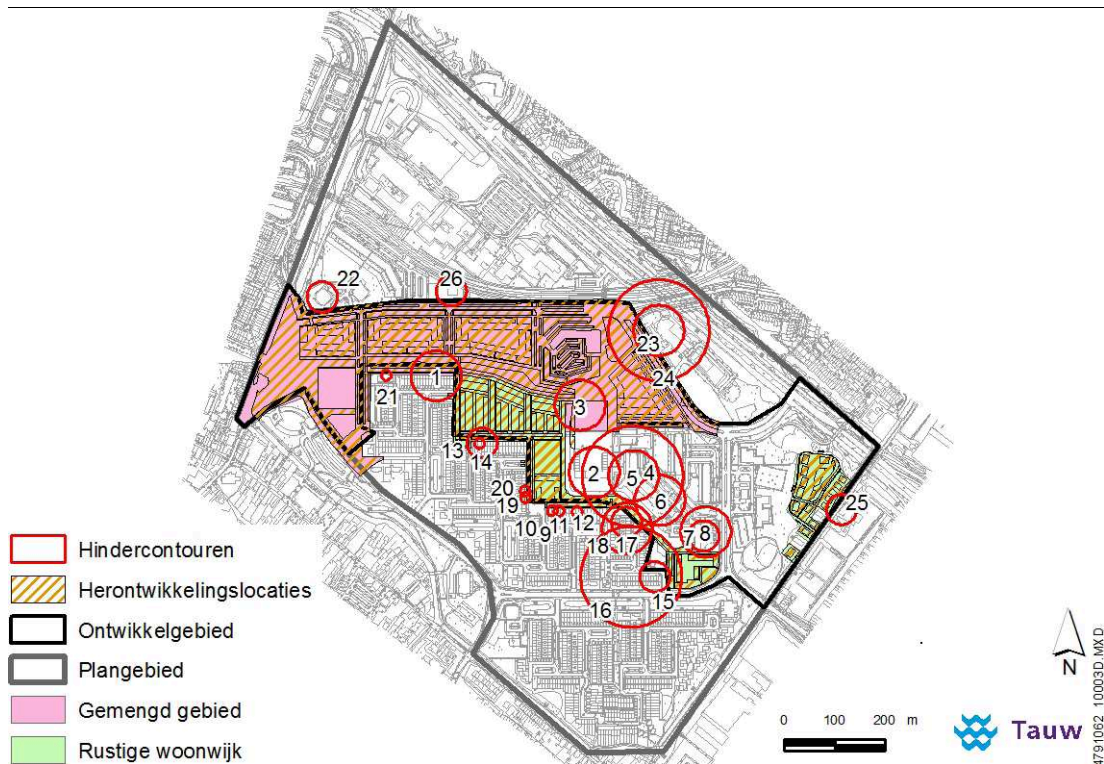 22
26
23
24
1
3
21
13
14
2
5
4
6
20
19
10
9
11
12
18
17
7
8
25
16
15
Hindercontouren
Herontwikkelingslocaties
Ontwikkelgebied
Plangebied
Gemengd gebied
Rustige woonwijk
N
0 100 200 m
Tauw
4791062_10003D.MXD